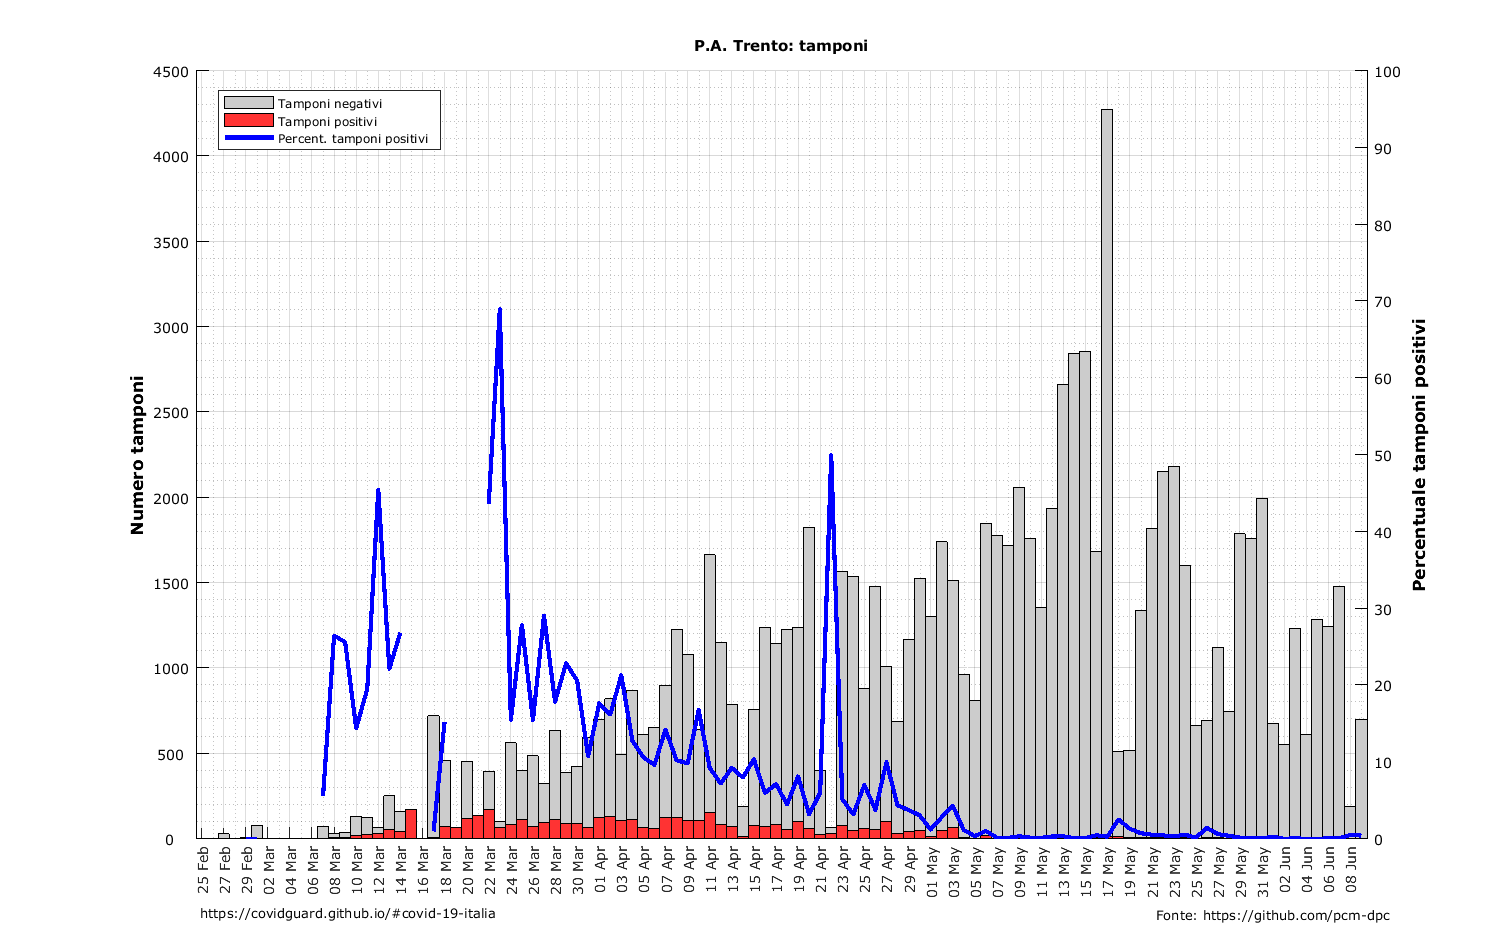 P.A. Trento: tamponi
Tamponi negativi
Tamponi positivi
Percent. tamponi positivi
Numero tamponi
4500
4000
3500
3000
2500
2000
1500
1000
500
0
Percentuale tamponi positivi
100
90
80
70
60
50
40
30
20
10
0
25 Feb
27 Feb
29 Feb
02 Mar
04 Mar
06 Mar
08 Mar
10 Mar
12 Mar
14 Mar
16 Mar
18 Mar
20 Mar
22 Mar
24 Mar
26 Mar
28 Mar
30 Mar
01 Apr
03 Apr
05 Apr
07 Apr
09 Apr
11 Apr
13 Apr
15 Apr
17 Apr
19 Apr
21 Apr
23 Apr
25 Apr
27 Apr
29 Apr
01 May
03 May
05 May
07 May
09 May
11 May
13 May
15 May
17 May
19 May
21 May
23 May
25 May
27 May
29 May
31 May
02 Jun
04 Jun
06 Jun
08 Jun
https://covidguard.github.io/#covid-19-italia
Fonte: https://github.com/pcm-dpc